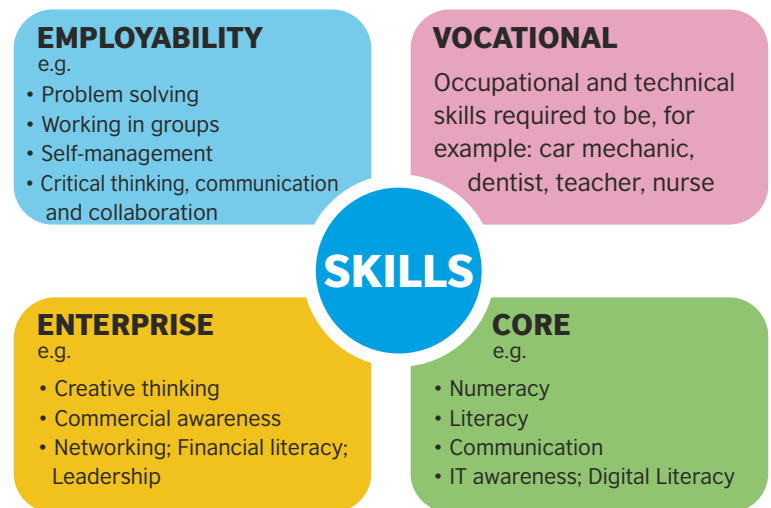 EMPLOYABILITY
e.g.
• Problem solving
• Working in groups
• Self-management
• Critical thinking, communication
and collaboration
VOCATIONAL
Occupational and technical
skills required to be, for
example: car mechanic,
dentist, teacher, nurse
SKILLS
ENTERPRISE
e.g.
• Creative thinking
• Commercial awareness
• Networking; Financial literacy;
Leadership
CORE
e.g.
• Numeracy
• Literacy
• Communication
• IT awareness; Digital Literacy